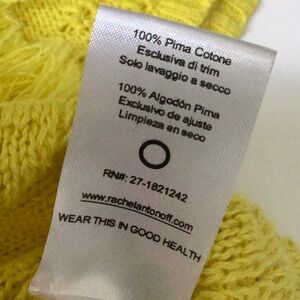 100% Pima Cotone
Esclusiva di trim
Solo lavaggio a secco
100% Algodón Pima
Exclusivo de ajuste
Limpieza en seco
RN#: 27-1821242
www.rachelantonoff.com
WEAR THIS IN GOOD HEALTH